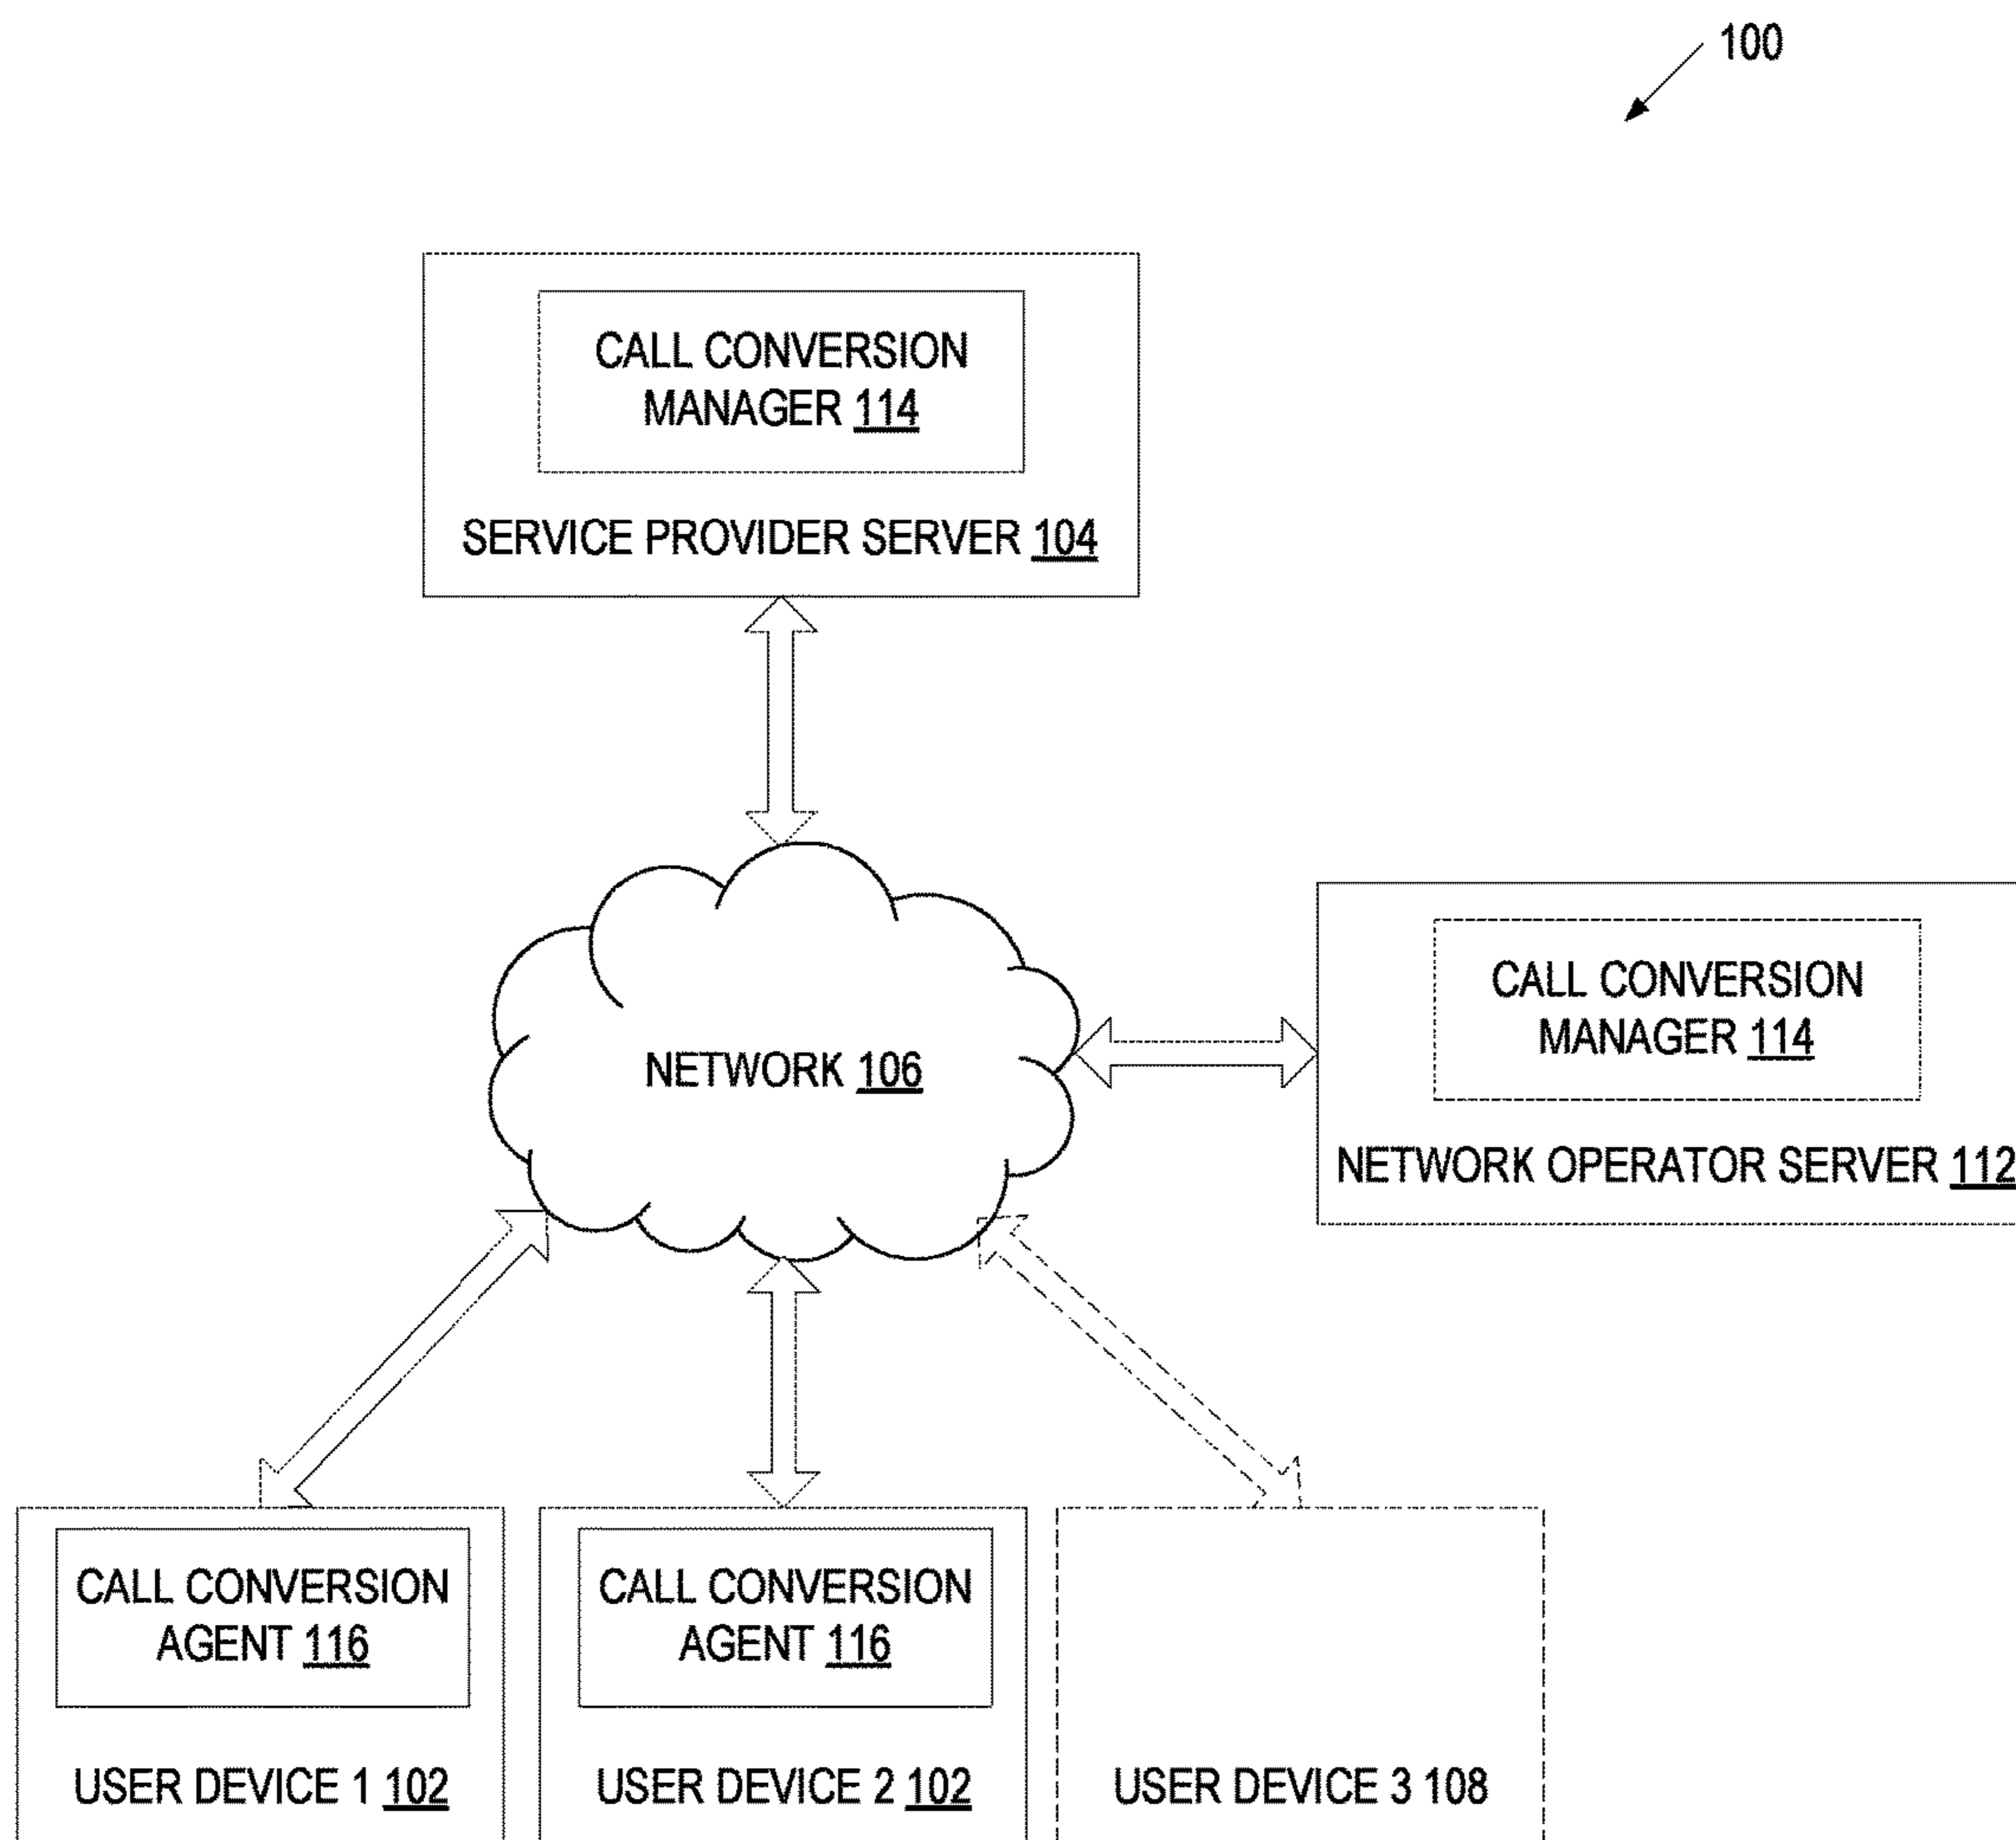 100
CALL CONVERSION
MANAGER 114
SERVICE PROVIDER SERVER 104
CALL CONVERSION
MANAGER 114
NETWORK 106
NETWORK OPERATOR SERVER 112
CALL CONVERSION
AGENT 116
USER DEVICE 1 102
CALL CONVERSION
AGENT 116
USER DEVICE 2 102
USER DEVICE 3 108